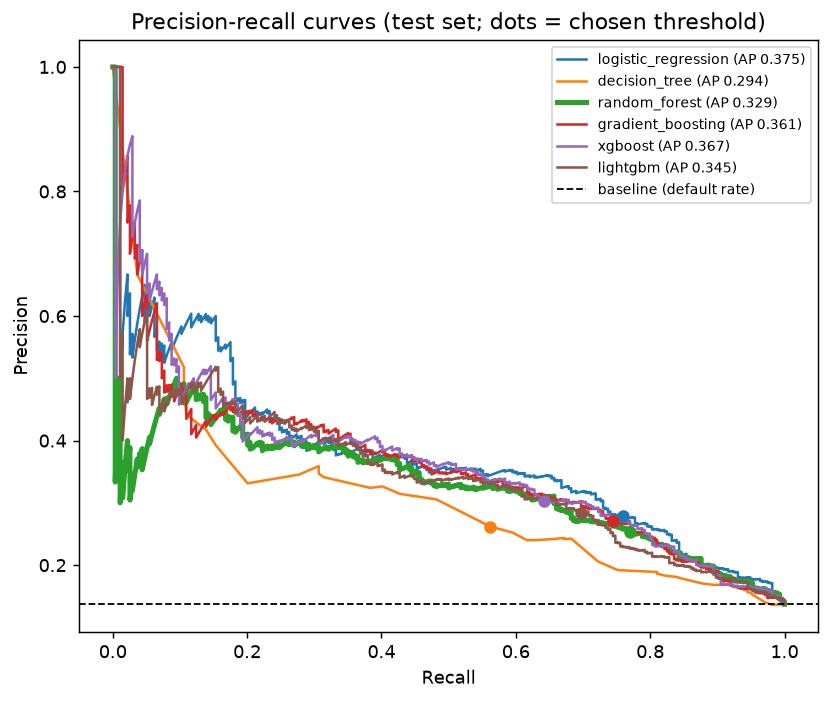 Precision-recall curves (test set; dots = chosen threshold)
logistic_regression (AP 0.375)
decision_tree (AP 0.294)
random_forest (AP 0.329)
gradient_boosting (AP 0.361)
xgboost (AP 0.367)
lightgbm (AP 0.345)
baseline (default rate)
Precision
1.0
0.8
0.6
0.4
0.2
0.0 0.2 0.4 0.6 0.8 1.0
Recall